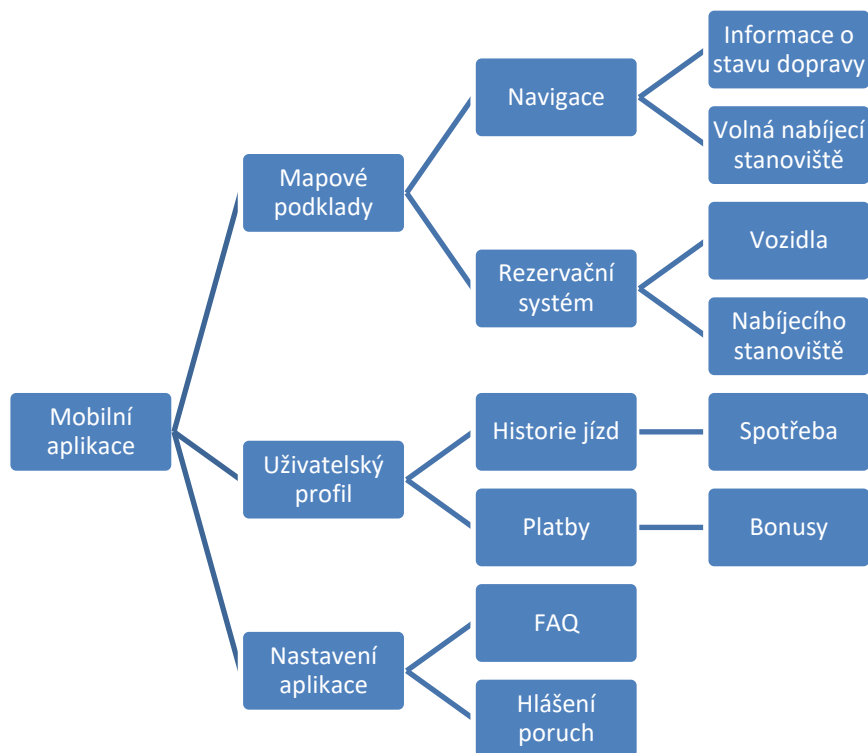 Informace o
stavu dopravy
Navigace
Volná nabíjecí
stanoviště
Mapové
podklady
Vozidla
Rezervační
systém
Nabíjecího
stanoviště
Mobilní
aplikace
Historie jízd
Spotřeba
Uživatelský
profil
Platby
Bonusy
FAQ
Nastavení
aplikace
Hlášení
poruch